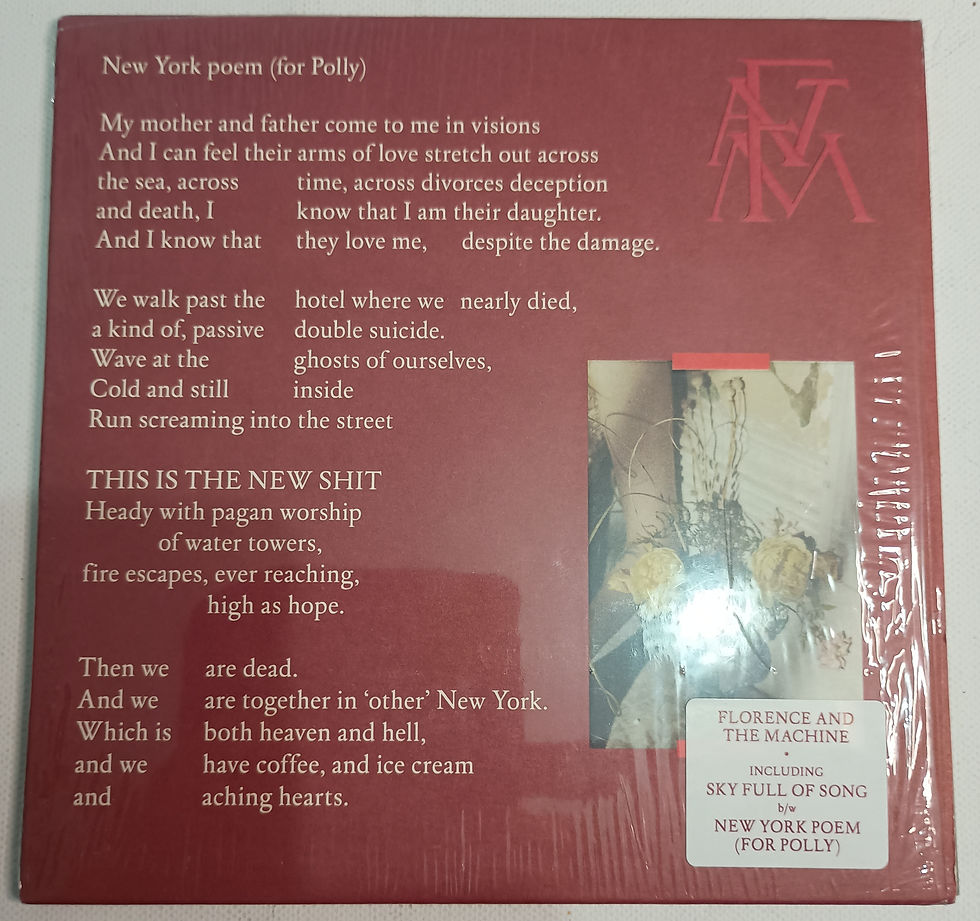 New York poem (for Polly)
My mother and father come to me in visions
And I can feel their arms of love stretch out across
the sea, across time, across divorces deception
and death, I know that I am their daughter.
And I know that they love me, despite the damage.
We walk past the hotel where we nearly died,
a kind of, passive double suicide.
Wave at the ghosts of ourselves,
Cold and still inside
Run screaming into the street
THIS IS THE NEW SHIT
Heady with pagan worship
of water towers,
fire escapes, ever reaching,
high as hope.
Then we are dead.
And we are together in ‘other’ New York.
Which is both heaven and hell,
and we have coffee, and ice cream
and aching hearts.
FATM
FLORENCE AND
THE MACHINE
•
INCLUDING
SKY FULL OF SONG
b/w
NEW YORK POEM
(FOR POLLY)